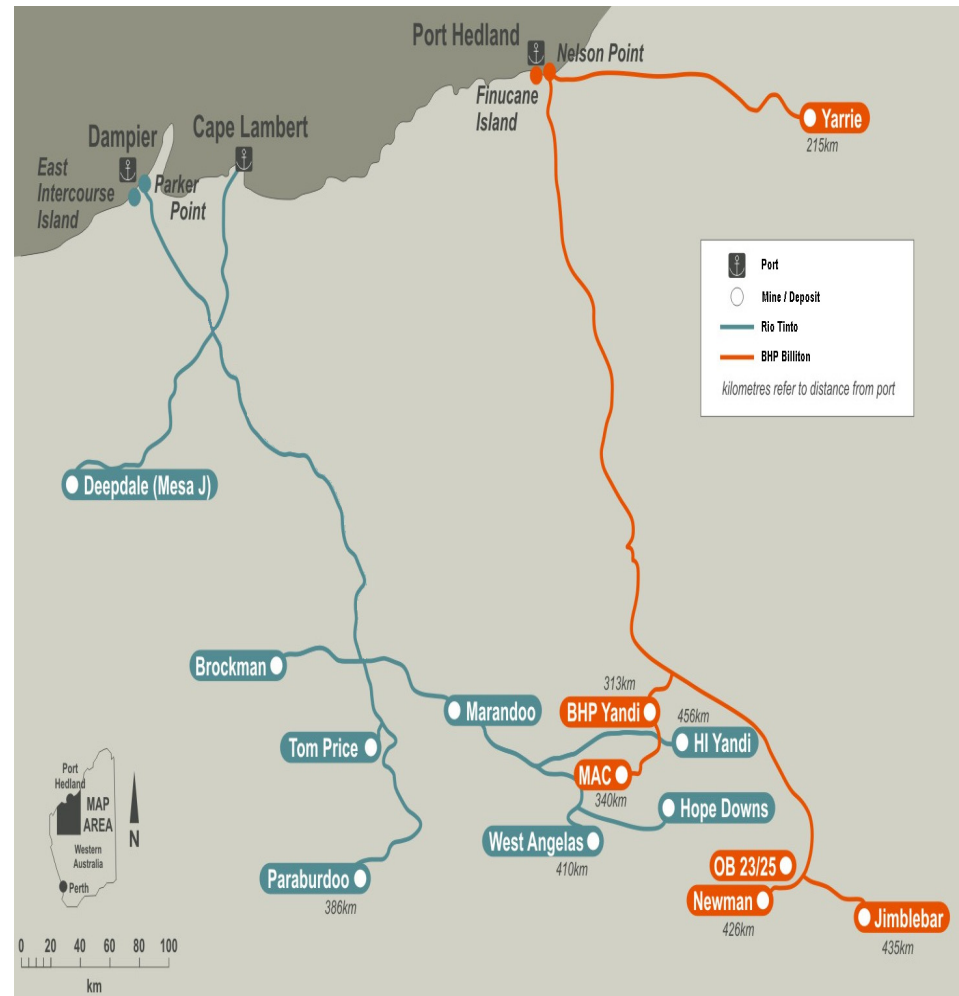 Port Hedland
Nelson Point
Finucane
Island
Yarrie
215km
Dampier
Cape Lambert
East
Intercourse
Island
Parker
Point
Port
Mine / Deposit
Rio Tinto
BHP Billiton
kilometres refer to distance from port
Deepdale (Mesa J)
Brockman
313km
Marandoo
BHP Yandi
456km
Tom Price
HI Yandi
MAC
340km
Hope Downs
West Angelas
410km
Paraburdoo
386km
OB 23/25
Newman
426km
Jimblebar
435km
Port
Hedland
MAP
AREA
Western
Australia
Perth
N
0 20 40 60 80 100
km